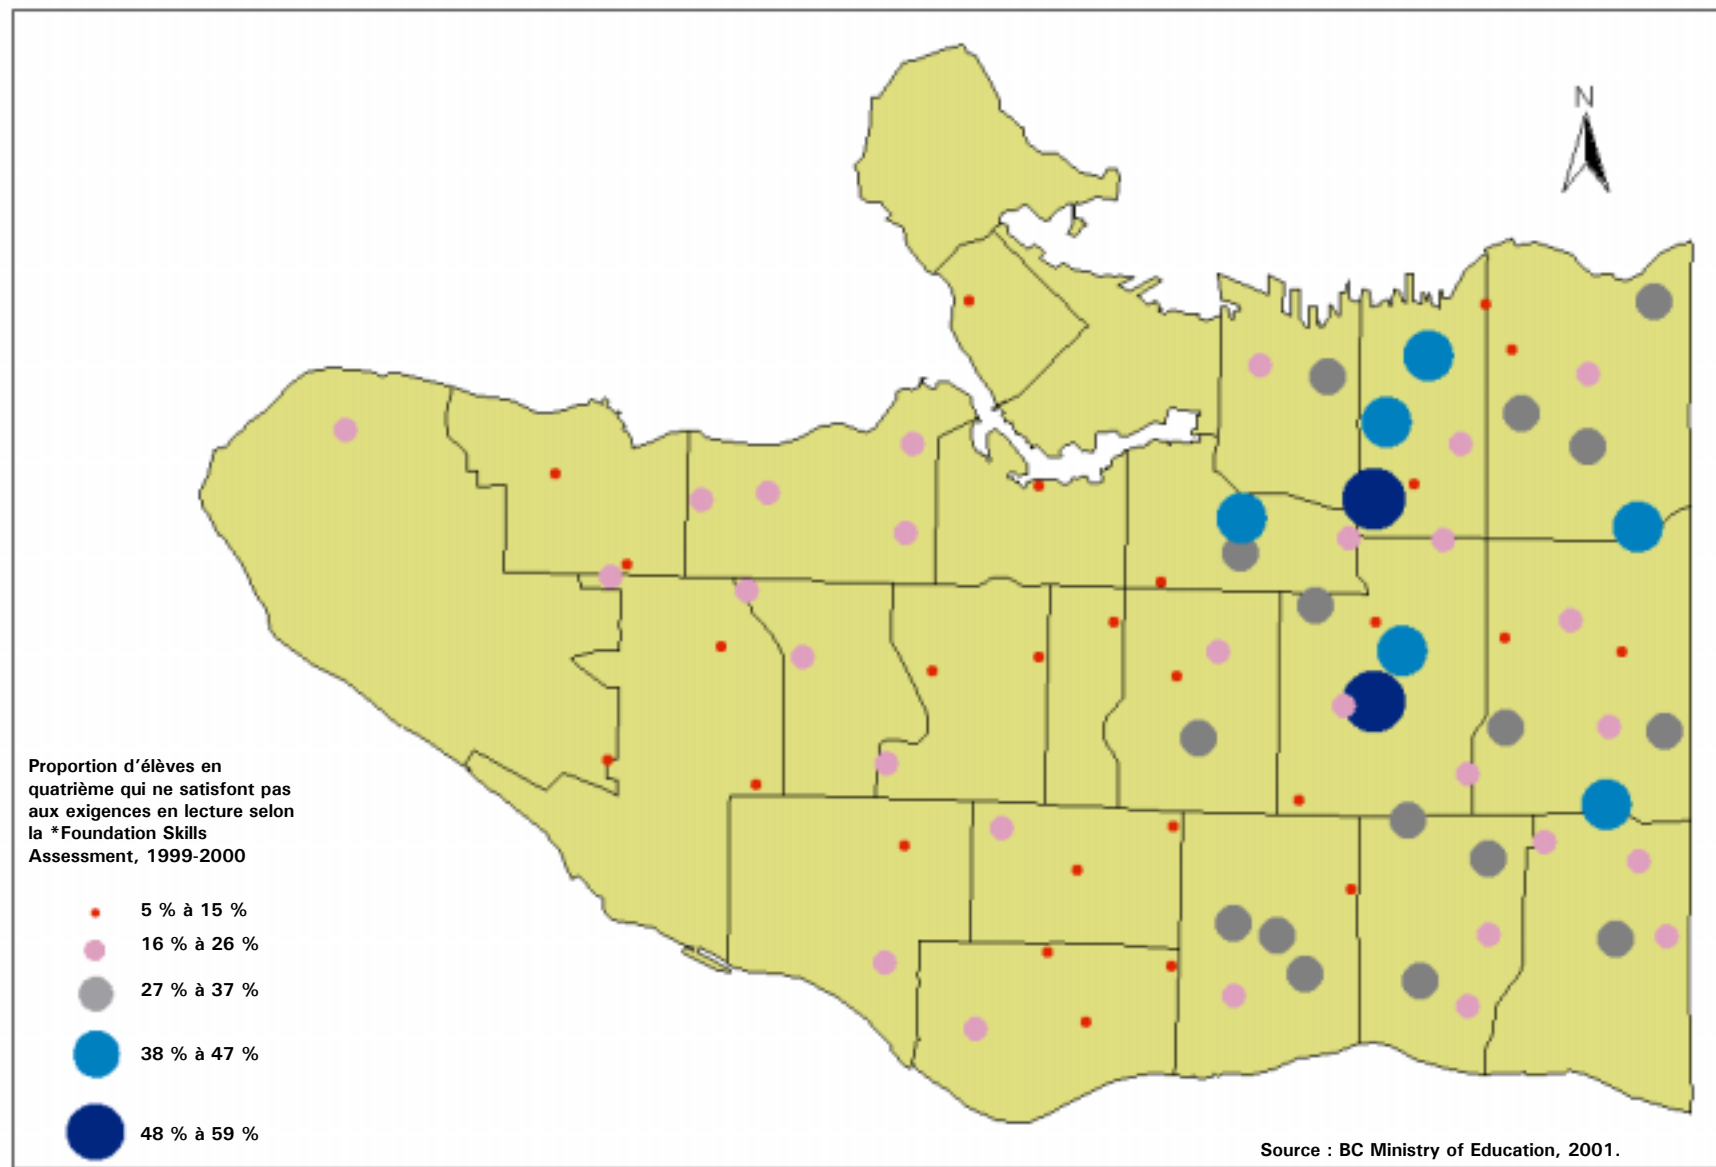 N
Proportion d'élèves en
quatrième qui ne satisfont pas
aux exigences en lecture selon
la *Foundation Skills
Assessment, 1999-2000
5 % à 15 %
16 % à 26 %
27 % à 37 %
38 % à 47 %
48 % à 59 %
Source : BC Ministry of Education, 2001.